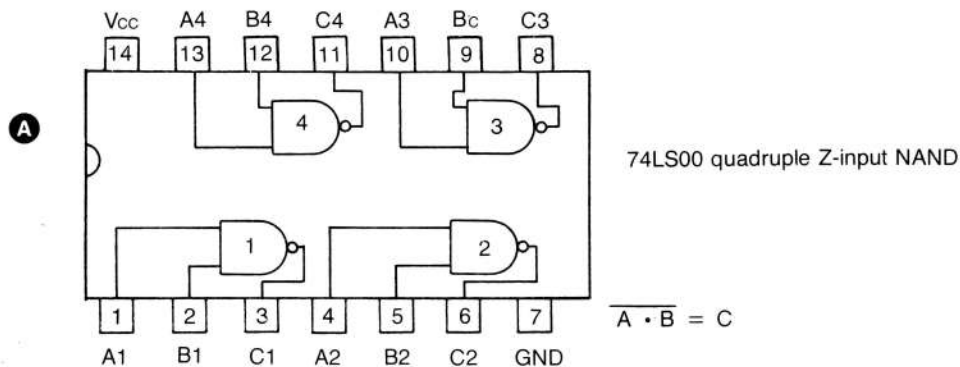 Vcc A4 B4 C4 A3 Bc C3
14 13 12 11 10 9 8
A
4 3
74LS00 quadruple Z-input NAND
1 2
1 2 3 4 5 6 7
A · B = C
A1 B1 C1 A2 B2 C2 GND